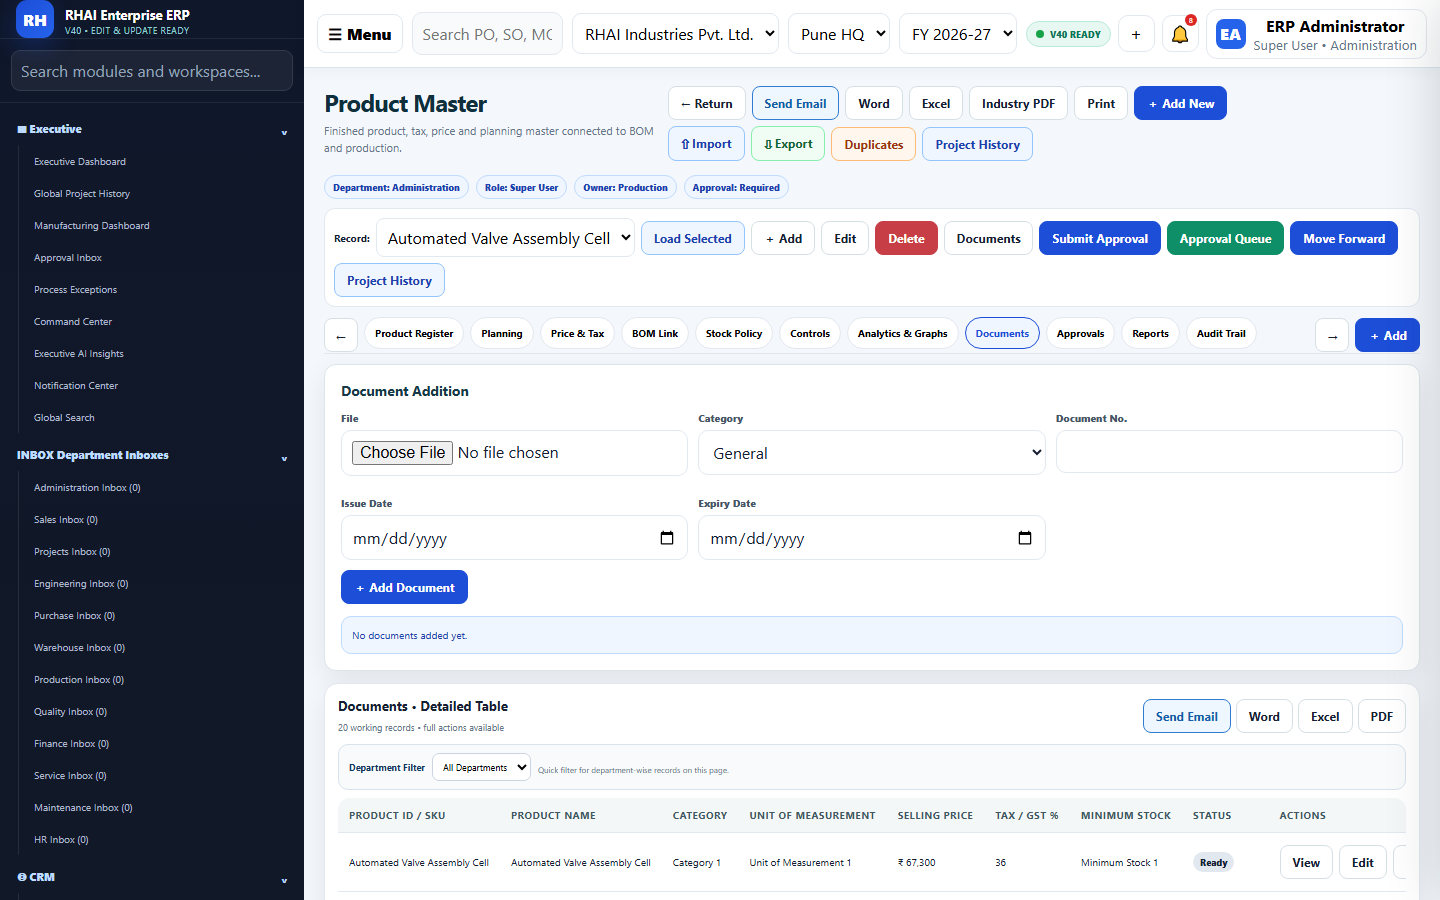 RH
RHAI Enterprise ERP
V40 • EDIT & UPDATE READY
Search modules and workspaces...
Executive
Executive Dashboard
Global Project History
Manufacturing Dashboard
Approval Inbox
Process Exceptions
Command Center
Executive AI Insights
Notification Center
Global Search
INBOX Department Inboxes
Administration Inbox (0)
Sales Inbox (0)
Projects Inbox (0)
Engineering Inbox (0)
Purchase Inbox (0)
Warehouse Inbox (0)
Production Inbox (0)
Quality Inbox (0)
Finance Inbox (0)
Service Inbox (0)
Maintenance Inbox (0)
HR Inbox (0)
CRM
☰ Menu
Search PO, SO, MO
RHAI Industries Pvt. Ltd.
Pune HQ
FY 2026-27
V40 READY
+
8
EA
ERP Administrator
Super User • Administration
Product Master
Finished product, tax, price and planning master connected to BOM
and production.
← Return
Send Email
Word
Excel
Industry PDF
Print
+ Add New
⇧ Import
⇩ Export
Duplicates
Project History
Department: Administration
Role: Super User
Owner: Production
Approval: Required
Record:
Automated Valve Assembly Cell
Load Selected
+ Add
Edit
Delete
Documents
Submit Approval
Approval Queue
Move Forward
Project History
←
Product Register
Planning
Price & Tax
BOM Link
Stock Policy
Controls
Analytics & Graphs
Documents
Approvals
Reports
Audit Trail
→
+ Add
Document Addition
File
Category
Document No.
Choose File No file chosen
General
Issue Date
Expiry Date
mm/dd/yyyy
mm/dd/yyyy
+ Add Document
No documents added yet.
Documents • Detailed Table
20 working records • full actions available
Send Email
Word
Excel
PDF
Department Filter
All Departments
Quick filter for department-wise records on this page.
PRODUCT ID / SKU
PRODUCT NAME
CATEGORY
UNIT OF MEASUREMENT
SELLING PRICE
TAX / GST %
MINIMUM STOCK
STATUS
ACTIONS
Automated Valve Assembly Cell
Automated Valve Assembly Cell
Category 1
Unit of Measurement 1
₹ 67,300
36
Minimum Stock 1
Ready
View
Edit